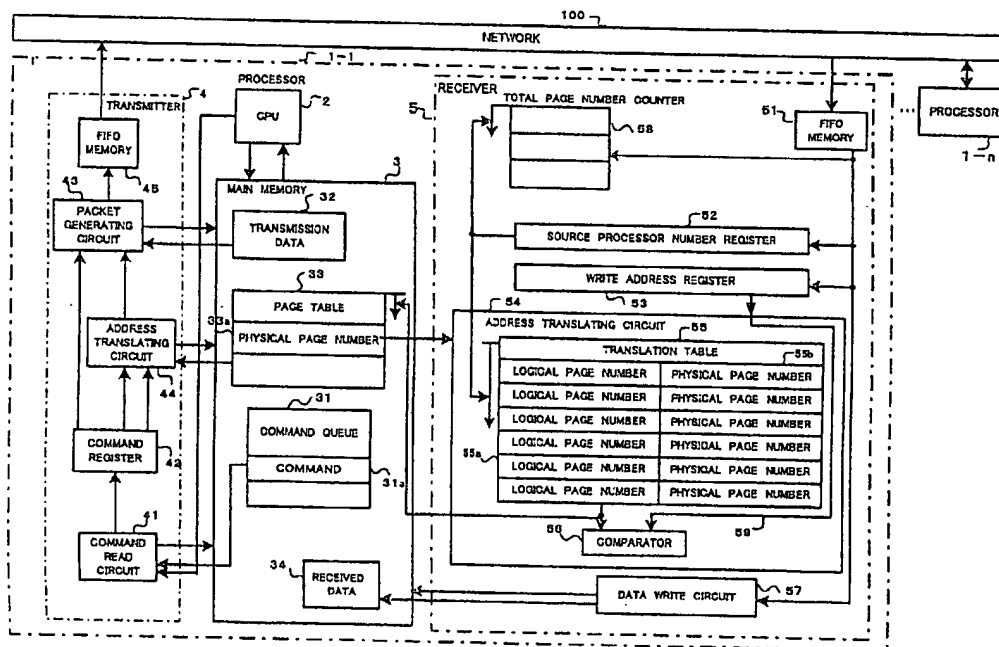 100
NETWORK
1-1
TRANSMITTER
4
FIFO
MEMORY
45
43
PACKET
GENERATING
CIRCUIT
ADDRESS
TRANSLATING
CIRCUIT
44
COMMAND
REGISTER
42
41
COMMAND
READ
CIRCUIT
PROCESSOR
2
CPU
3
MAIN MEMORY
32
TRANSMISSION
DATA
33
PAGE TABLE
33a
PHYSICAL PAGE NUMBER
31
COMMAND QUEUE
COMMAND
31a
34
RECEIVED
DATA
5
RECEIVER
TOTAL PAGE NUMBER COUNTER
58
51
FIFO
MEMORY
...
PROCESSOR
1-n
52
SOURCE PROCESSOR NUMBER REGISTER
WRITE ADDRESS REGISTER
53
54
ADDRESS TRANSLATING CIRCUIT
55
TRANSLATION TABLE
55b
LOGICAL PAGE NUMBER PHYSICAL PAGE NUMBER
LOGICAL PAGE NUMBER PHYSICAL PAGE NUMBER
LOGICAL PAGE NUMBER PHYSICAL PAGE NUMBER
LOGICAL PAGE NUMBER PHYSICAL PAGE NUMBER
55a
LOGICAL PAGE NUMBER PHYSICAL PAGE NUMBER
LOGICAL PAGE NUMBER PHYSICAL PAGE NUMBER
56
COMPARATOR
59
DATA WRITE CIRCUIT
57